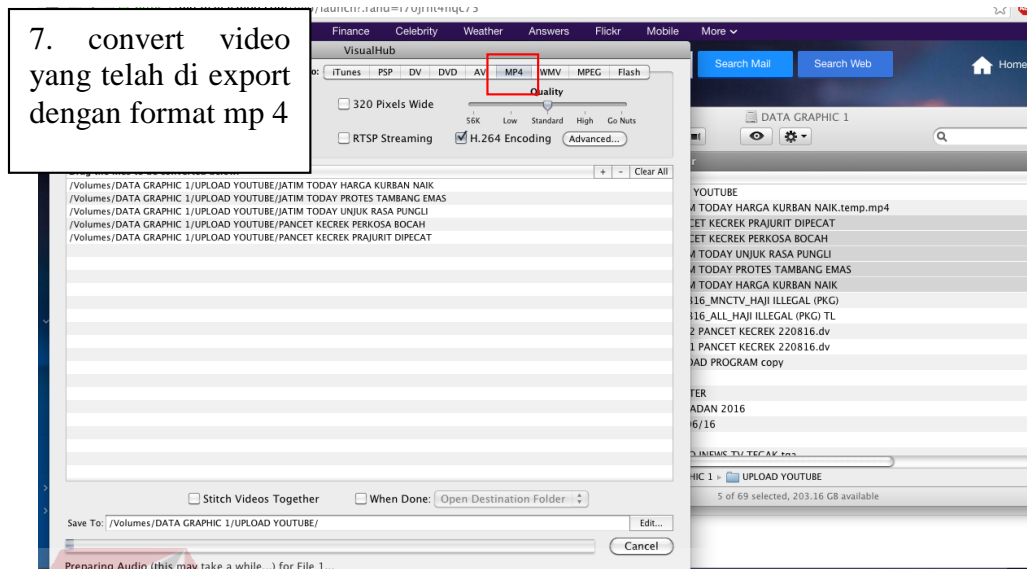 7. convert video
yang telah di export
dengan format mp 4
Finance Celebrity Weather Answers Flickr Mobile More
VisualHub
iTunes PSP DV DVD AVI MP4 WMV MPEG Flash
Quality
320 Pixels Wide
56K Low Standard High Go Nuts
RTSP Streaming H.264 Encoding Advanced...
+ - Clear All
/Volumes/DATA GRAPHIC 1/UPLOAD YOUTUBE/JATIM TODAY HARGA KURBAN NAIK
/Volumes/DATA GRAPHIC 1/UPLOAD YOUTUBE/JATIM TODAY PROTES TAMBANG EMAS
/Volumes/DATA GRAPHIC 1/UPLOAD YOUTUBE/JATIM TODAY UNJUK RASA PUNGLI
/Volumes/DATA GRAPHIC 1/UPLOAD YOUTUBE/PANCET KECREK PERKOSA BOCAH
/Volumes/DATA GRAPHIC 1/UPLOAD YOUTUBE/PANCET KECREK PRAJURIT DIPECAT
Stitch Videos Together When Done: Open Destination Folder
Save To: /Volumes/DATA GRAPHIC 1/UPLOAD YOUTUBE/ Edit...
Cancel
Preparing Audio (this may take a while...) for File 1...
Search Mail Search Web Home
DATA GRAPHIC 1
YOUTUBE
M TODAY HARGA KURBAN NAIK.temp.mp4
CET KECREK PRAJURIT DIPECAT
CET KECREK PERKOSA BOCAH
M TODAY UNJUK RASA PUNGLI
M TODAY PROTES TAMBANG EMAS
M TODAY HARGA KURBAN NAIK
816_MNCTV_HAJI ILLEGAL (PKG)
816_ALL_HAJI ILLEGAL (PKG) TL
2 PANCET KECREK 220816.dv
1 PANCET KECREK 220816.dv
OAD PROGRAM copy
TER
ADAN 2016
06/16
HIC 1 UPLOAD YOUTUBE
5 of 69 selected, 203.16 GB available